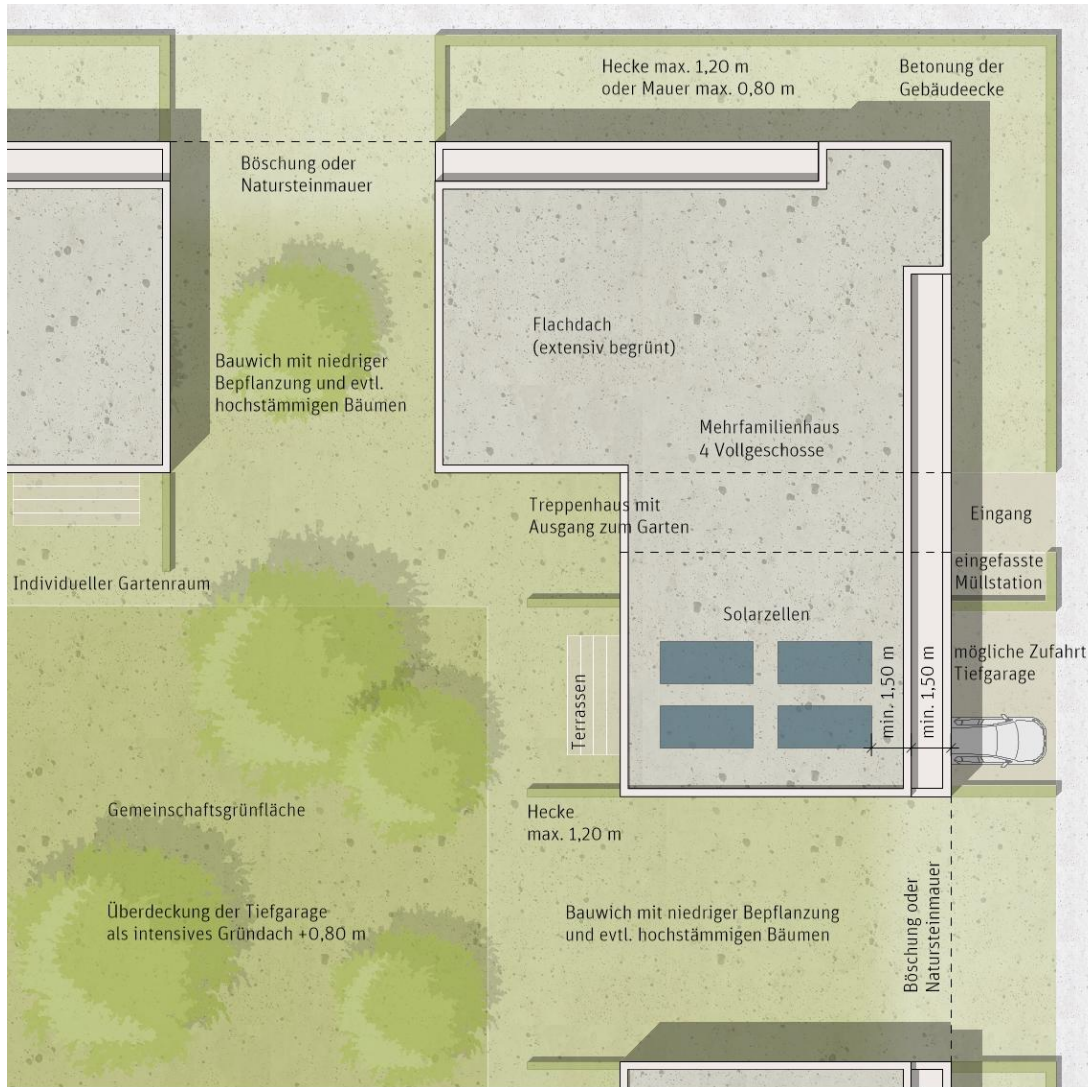 Hecke max. 1,20 m
oder Mauer max. 0,80 m
Betonung der
Gebäudeecke
Böschung oder
Natursteinmauer
Flachdach
(extensiv begrünt)
Bauwich mit niedriger
Bepflanzung und evtl.
hochstämmigen Bäumen
Mehrfamilienhaus
4 Vollgeschosse
Treppenhaus mit
Ausgang zum Garten
Eingang
eingefasste
Müllstation
Individueller Gartenraum
Solarzellen
mögliche Zufahrt
Tiefgarage
min. 1,50 m
min. 1,50 m
Terrassen
Gemeinschaftsgrünfläche
Hecke
max. 1,20 m
Überdeckung der Tiefgarage
als intensives Gründach +0,80 m
Bauwich mit niedriger Bepflanzung
und evtl. hochstämmigen Bäumen
Böschung oder
Natursteinmauer